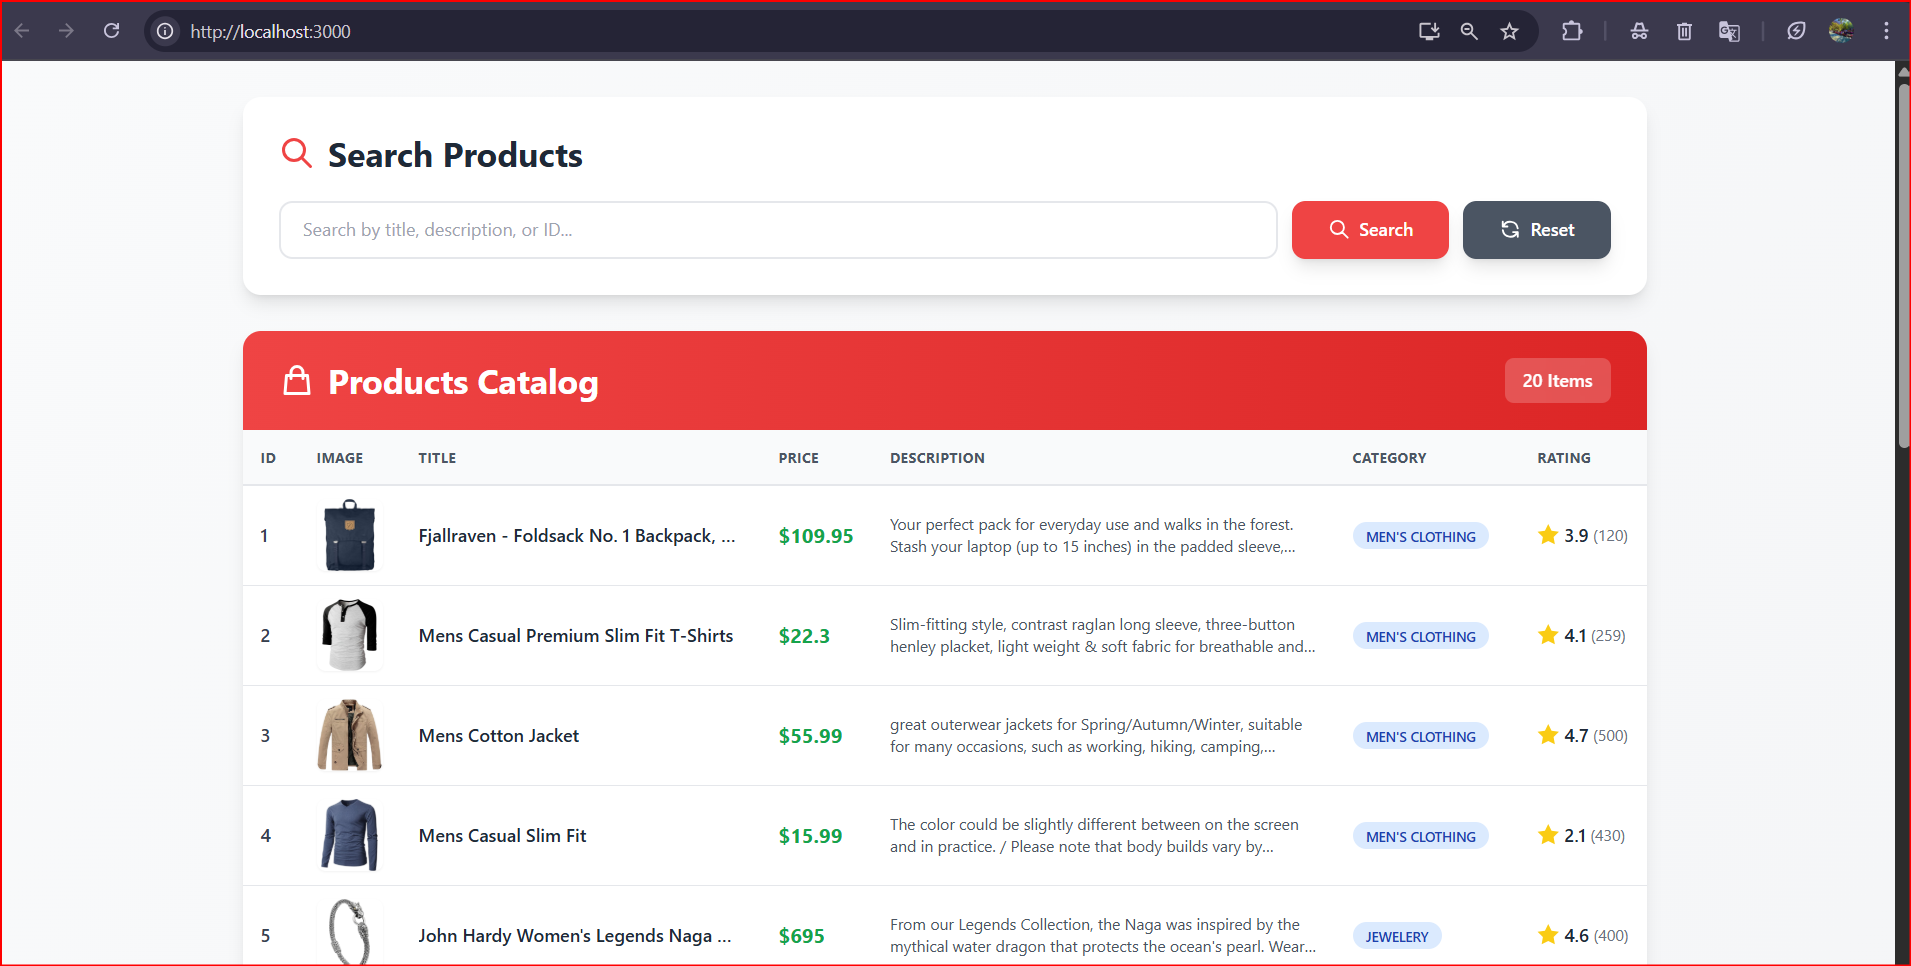 http://localhost:3000
Search Products
Search by title, description, or ID...
Search
Reset
Products Catalog
20 Items
ID IMAGE TITLE PRICE DESCRIPTION CATEGORY RATING
1 Fjallraven - Foldsack No. 1 Backpack, ... $109.95 Your perfect pack for everyday use and walks in the forest.
Stash your laptop (up to 15 inches) in the padded sleeve,... MEN'S CLOTHING 3.9 (120)
2 Mens Casual Premium Slim Fit T-Shirts $22.3 Slim-fitting style, contrast raglan long sleeve, three-button
henley placket, light weight & soft fabric for breathable and... MEN'S CLOTHING 4.1 (259)
3 Mens Cotton Jacket $55.99 great outerwear jackets for Spring/Autumn/Winter, suitable
for many occasions, such as working, hiking, camping,... MEN'S CLOTHING 4.7 (500)
4 Mens Casual Slim Fit $15.99 The color could be slightly different between on the screen
and in practice. / Please note that body builds vary by... MEN'S CLOTHING 2.1 (430)
5 John Hardy Women's Legends Naga ... $695 From our Legends Collection, the Naga was inspired by the
mythical water dragon that protects the ocean's pearl. Wear... JEWELERY 4.6 (400)